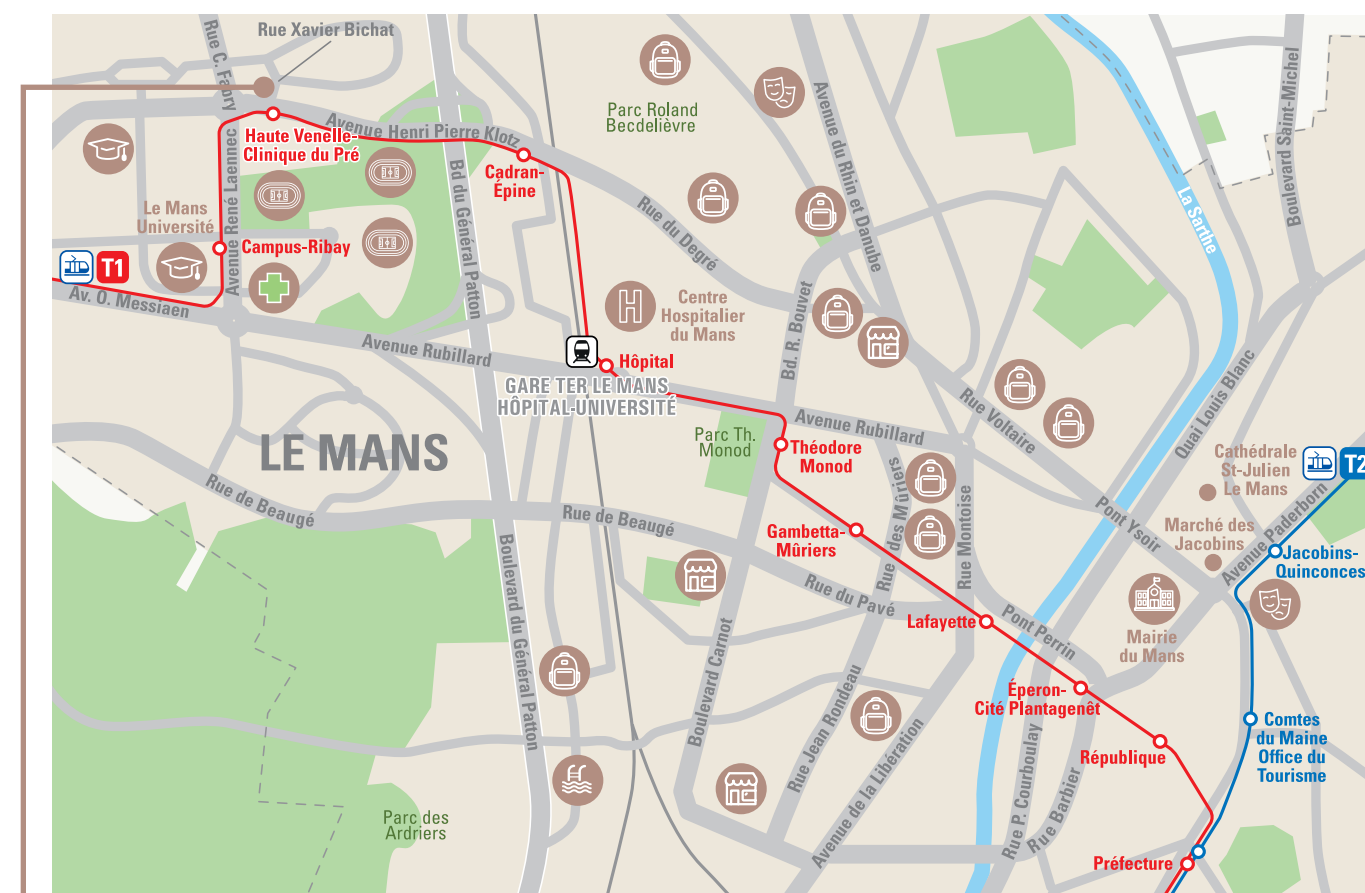 Rue Xavier Bichat
Rue C. Fabry
Haute Venelle-
Clinique du Pré
Avenue Henri Pierre Klotz
Cadran-
Épine
Parc Roland
Becdelièvre
Avenue du Rhin et Danube
La Sarthe
Boulevard Saint-Michel
Le Mans
Université
Avenue René Laennec
Campus-Ribay
Bd du Général Patton
Rue du Degré
T1
Av. O. Messiaen
Avenue Rubillard
Centre
Hospitalier
du Mans
Hôpital
GARE TER LE MANS
HÔPITAL-UNIVERSITÉ
Bd. R. Bouvet
Avenue Rubillard
Rue Voltaire
Quai Louis Blanc
LE MANS
Parc Th.
Monod
Théodore
Monod
Cathédrale
St-Julien
Le Mans
T2
Rue de Beaugé
Rue de Beaugé
Gambetta-
Mûriers
Rue des Mûriers
Rue Montoise
Pont Ysoir
Marché des
Jacobins
Avenue Paderborn
Jacobins-
Quinconces
Boulevard du Général Patton
Rue du Pavé
Lafayette
Pont Perrin
Mairie
du Mans
Boulevard Carnot
Rue Jean Rondeau
Avenue de la Libération
Éperon-
Cité Plantagenêt
Rue P. Courboulay
Rue Barbier
République
Comtes
du Maine
Office du
Tourisme
Parc des
Ardriers
Préfecture